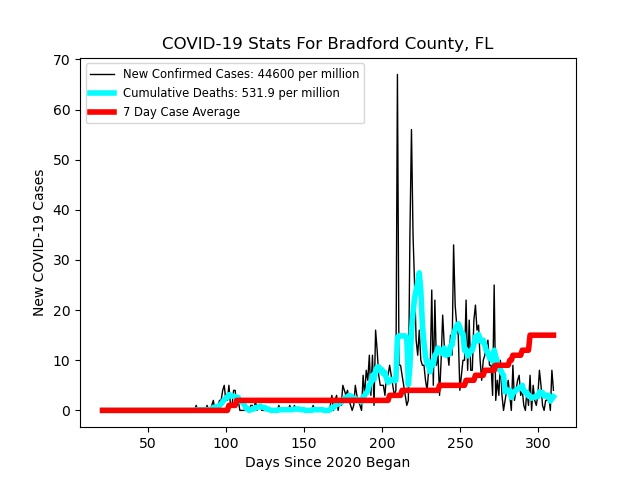 COVID-19 Stats For Bradford County, FL
New Confirmed Cases: 44600 per million
Cumulative Deaths: 531.9 per million
7 Day Case Average
New COVID-19 Cases
70
60
50
40
30
20
10
0
50 100 150 200 250 300
Days Since 2020 Began